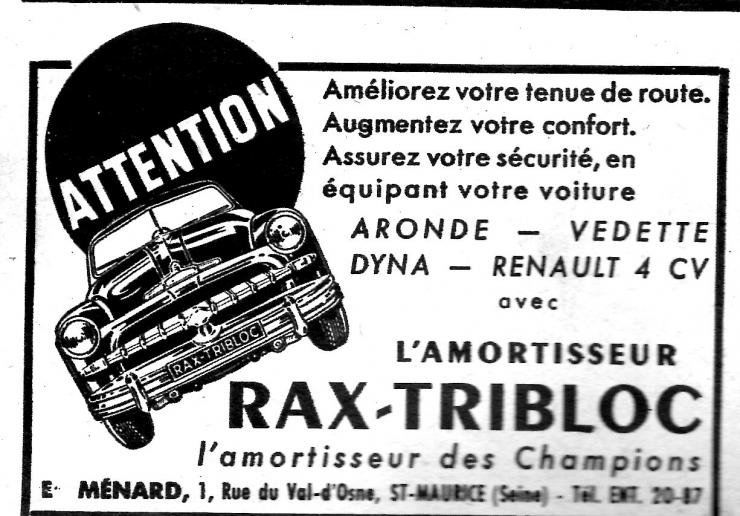 ATTENTION
Améliorez votre tenue de route.
Augmentez votre confort.
Assurez votre sécurité, en
équipant votre voiture
ARONDE — VEDETTE
DYNA — RENAULT 4 CV
avec
L'AMORTISSEUR
RAX-TRIBLOC
RAX-TRIBLOC
l'amortisseur des Champions
E. MÉNARD, 1, Rue du Val-d'Osne, ST-MAURICE (Seine) - Tél. ENT. 20-87